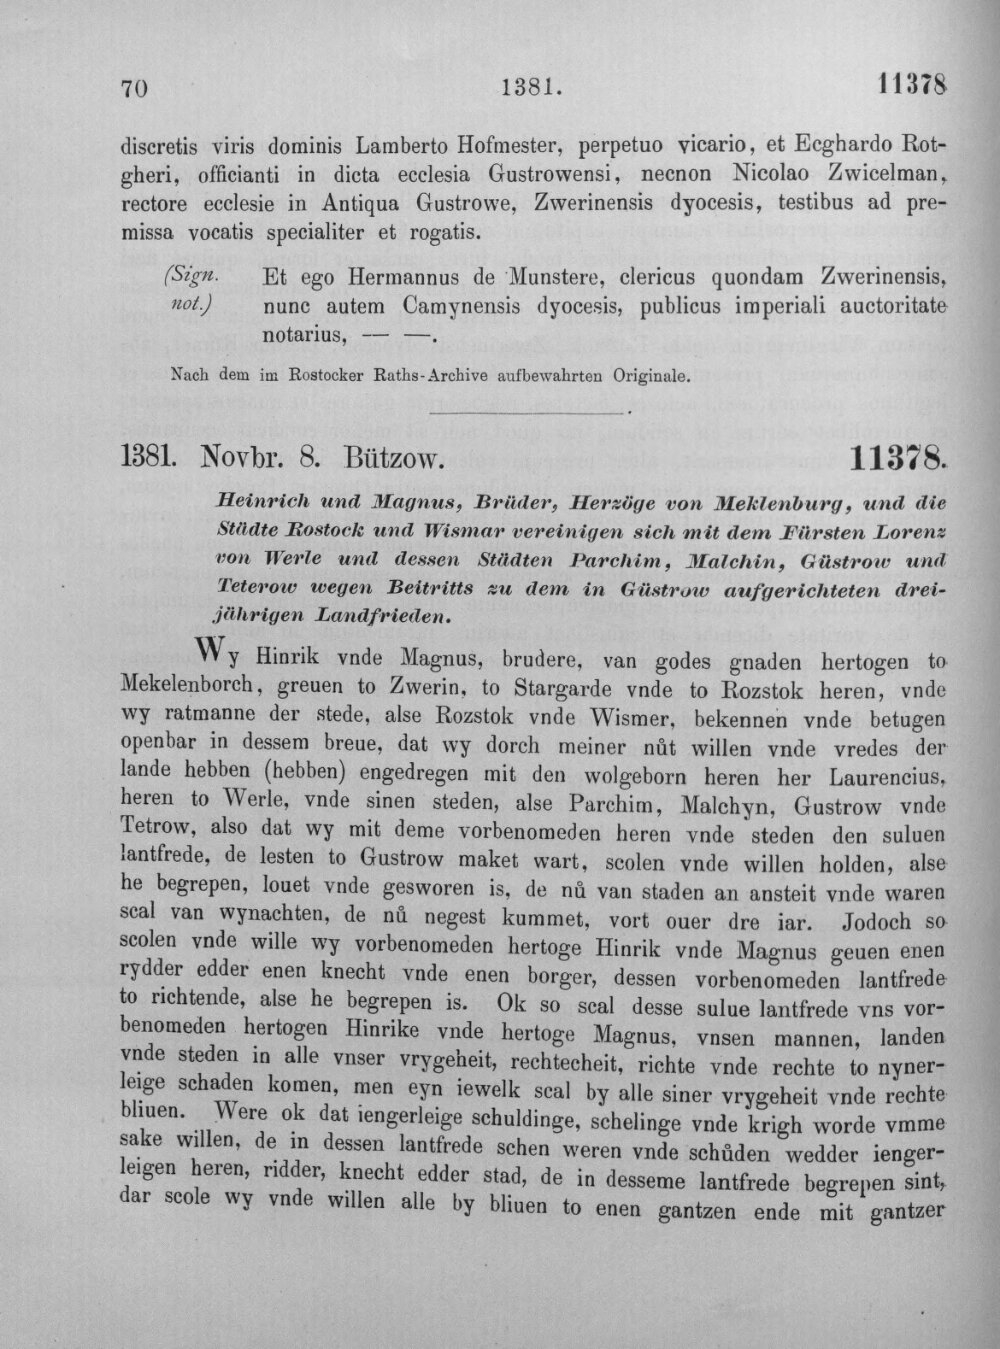 70 1381. 11378
discretis viris dominis Lamberto Hofmester, perpetuo vicario, et Ecghardo Rot-
gheri, officianti in dicta ecclesia Gustrowensi, necnon Nicolao Zwicelman,
rectore ecclesie in Antiqua Gustrowe, Zwerinensis dyocesis, testibus ad pre-
missa vocatis specialiter et rogatis.
(Sign. Et ego Hermannus de Munstere, clericus quondam Zwerinensis,
not.) nunc autem Camynensis dyocesis, publicus imperiali auctoritate
notarius, — —.
Nach dem im Rostocker Raths-Archive aufbewahrten Originale.
1381. Novbr. 8. Bützow. 11378.
Heinrich und Magnus, Brüder, Herzöge von Meklenburg, und die
Städte Rostock und Wismar vereinigen sich mit dem Fürsten Lorenz
von Werle und dessen Städten Parchim, Malchin, Güstrow und
Teterow wegen Beitritts zu dem in Güstrow aufgerichteten drei-
jährigen Landfrieden.
Wy Hinrik vnde Magnus, brudere, van godes gnaden hertogen to
Mekelenborch, greuen to Zwerin, to Stargarde vnde to Rozstok heren, vnde
wy ratmanne der stede, alse Rozstok vnde Wismer, bekennen vnde betugen
openbar in dessem breue, dat wy dorch meiner nůt willen vnde vredes der
lande hebben (hebben) engedregen mit den wolgeborn heren her Laurencius,
heren to Werle, vnde sinen steden, alse Parchim, Malchyn, Gustrow vnde
Tetrow, also dat wy mit deme vorbenomeden heren vnde steden den suluen
lantfrede, de lesten to Gustrow maket wart, scolen vnde willen holden, alse
he begrepen, louet vnde gesworen is, de nů van staden an ansteit vnde waren
scal van wynachten, de nů negest kummet, vort ouer dre iar. Jodoch so
scolen vnde wille wy vorbenomeden hertoge Hinrik vnde Magnus geuen enen
rydder edder enen knecht vnde enen borger, dessen vorbenomeden lantfrede
to richtende, alse he begrepen is. Ok so scal desse sulue lantfrede vns vor-
benomeden hertogen Hinrike vnde hertoge Magnus, vnsen mannen, landen
vnde steden in alle vnser vrygeheit, rechtecheit, richte vnde rechte to nyner-
leige schaden komen, men eyn iewelk scal by alle siner vrygeheit vnde rechte
bliuen. Were ok dat iengerleige schuldinge, schelinge vnde krigh worde vmme
sake willen, de in dessen lantfrede schen weren vnde schůden wedder ienger-
leigen heren, ridder, knecht edder stad, de in desseme lantfrede begrepen sint,
dar scole wy vnde willen alle by bliuen to enen gantzen ende mit gantzer